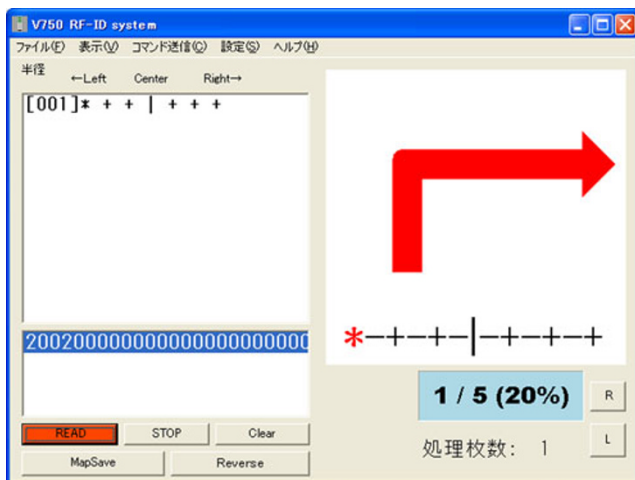 V750 RF-ID system
ファイル(F) 表示(V) コマンド送信(C) 設定(S) ヘルプ(H)
半径 ←Left Center Right→
[001]* + + | + + +
*-+-+-|-+-+-+
1 / 5 (20%) R
処理枚数: 1 L
READ STOP Clear
MapSave Reverse